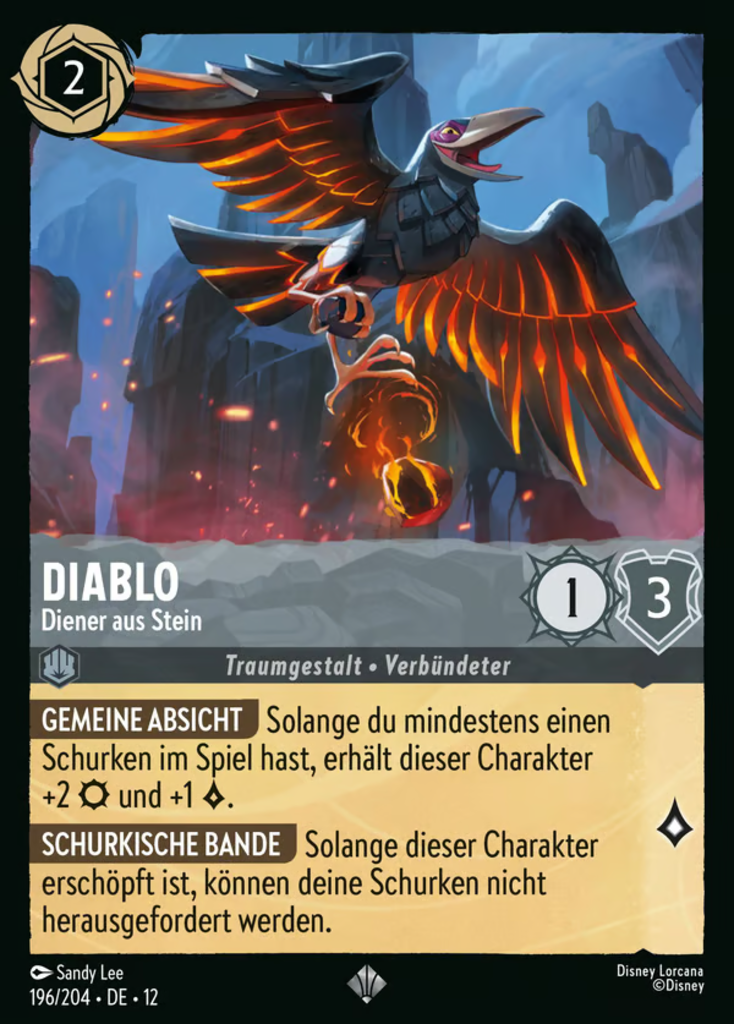 2
DIABLO
Diener aus Stein
1
3
Traumgestalt • Verbündeter
GEMEINE ABSICHT Solange du mindestens einen
Schurken im Spiel hast, erhält dieser Charakter
+2 und +1 .
SCHURKISCHE BANDE Solange dieser Charakter
erschöpft ist, können deine Schurken nicht
herausgefordert werden.
Sandy Lee
196/204 • DE • 12
Disney Lorcana
©Disney